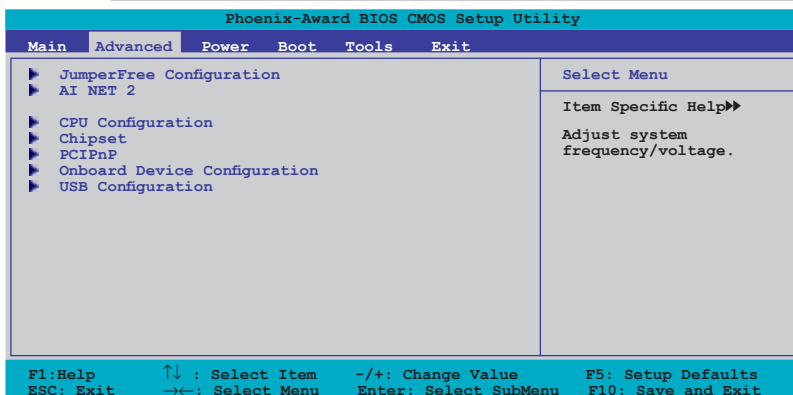 Phoenix-Award BIOS CMOS Setup Utility
Main Advanced Power Boot Tools Exit
JumperFree Configuration
AI NET 2
CPU Configuration
Chipset
PCIPnP
Onboard Device Configuration
USB Configuration
Select Menu
Item Specific Help
Adjust system
frequency/voltage.
F1:Help ↑↓ : Select Item -/+: Change Value F5: Setup Defaults
ESC: Exit →←: Select Menu Enter: Select SubMenu F10: Save and Exit